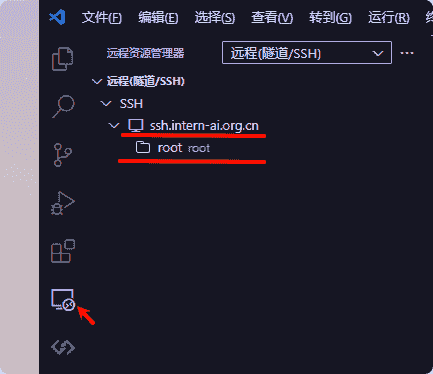 文件(F) 编辑(E) 选择(S) 查看(V) 转到(G) 运行(R)
远程资源管理器 远程(隧道/SSH)
远程(隧道/SSH)
SSH
ssh.intern-ai.org.cn
root root